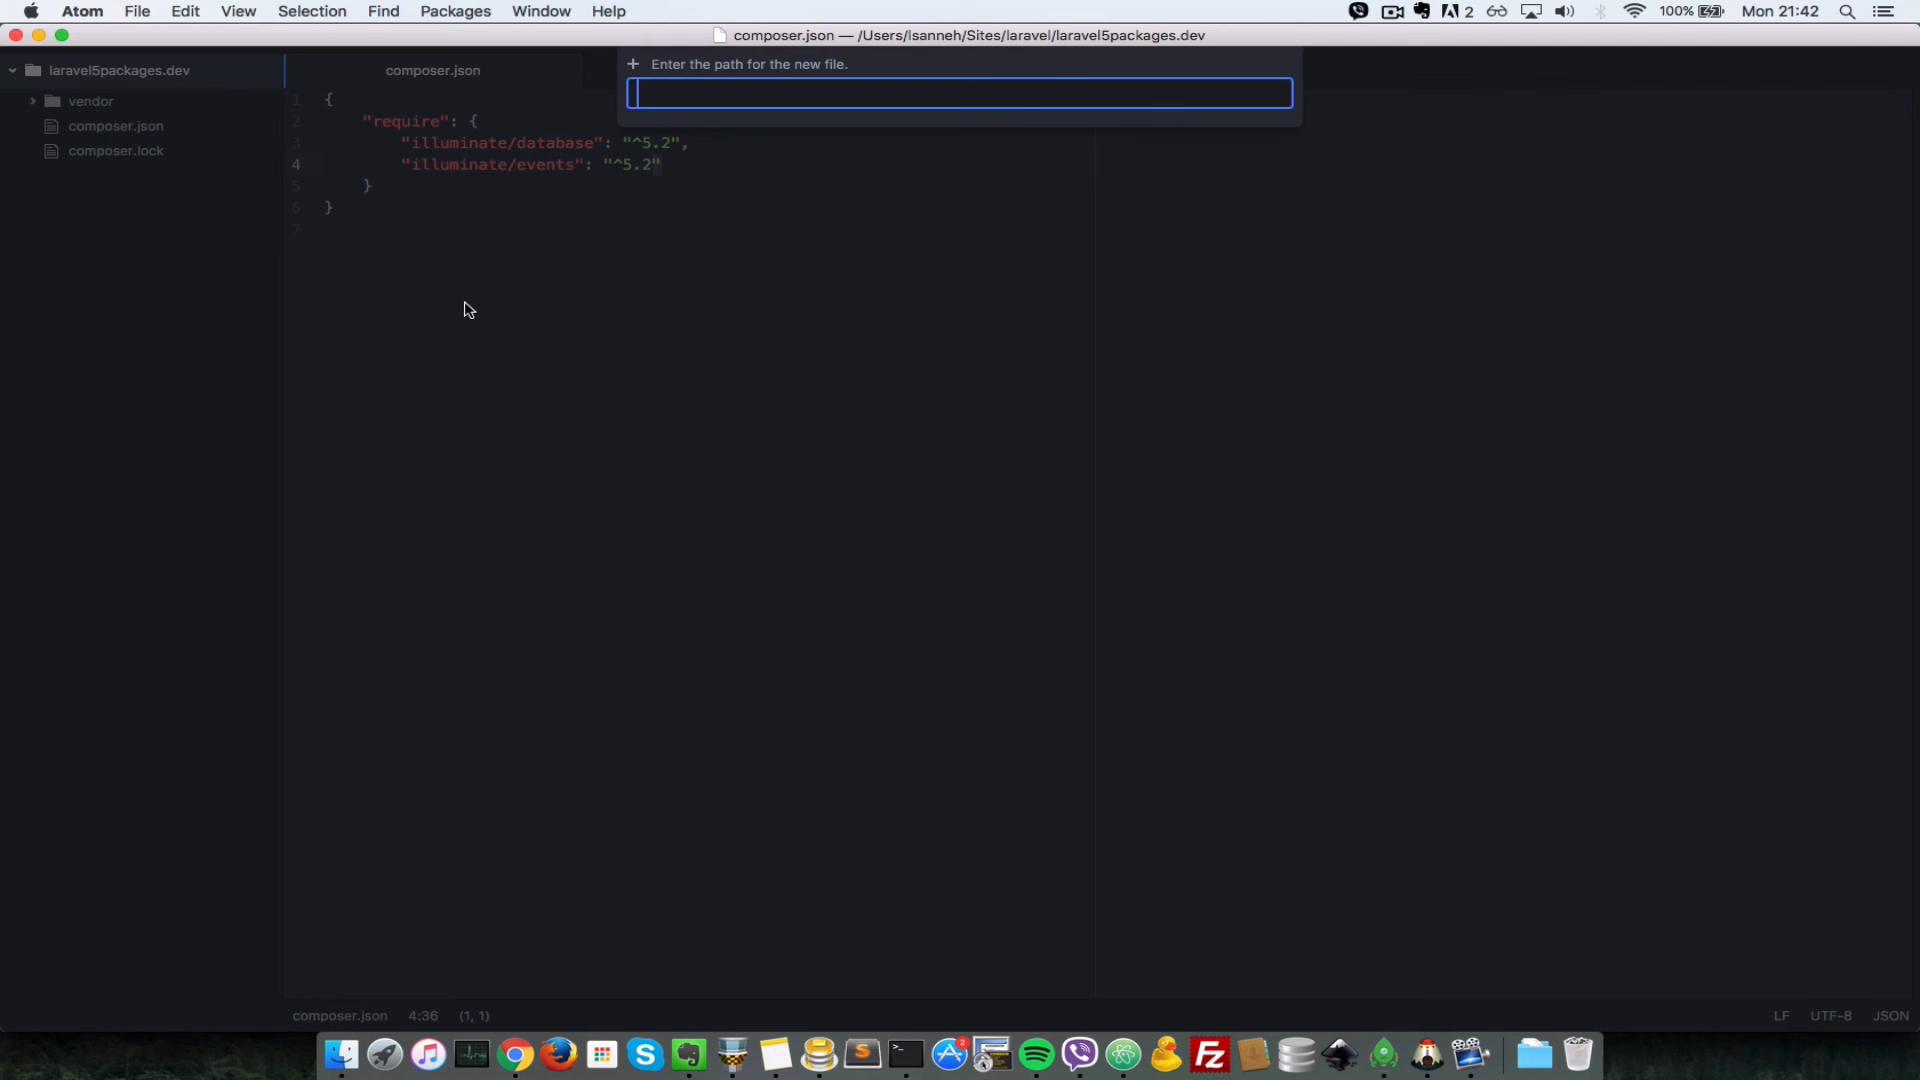 Atom File Edit View Selection Find Packages Window Help 2 100% Mon 21:42
composer.json — /Users/lsanneh/Sites/laravel/laravel5packages.dev
laravel5packages.dev
vendor
composer.json
composer.lock
composer.json
Enter the path for the new file.
1 {
2 "require": {
3 "illuminate/database": "^5.2",
4 "illuminate/events": "^5.2"
5 }
6 }
7
composer.json 4:36 (1, 1) LF UTF-8 JSON
2